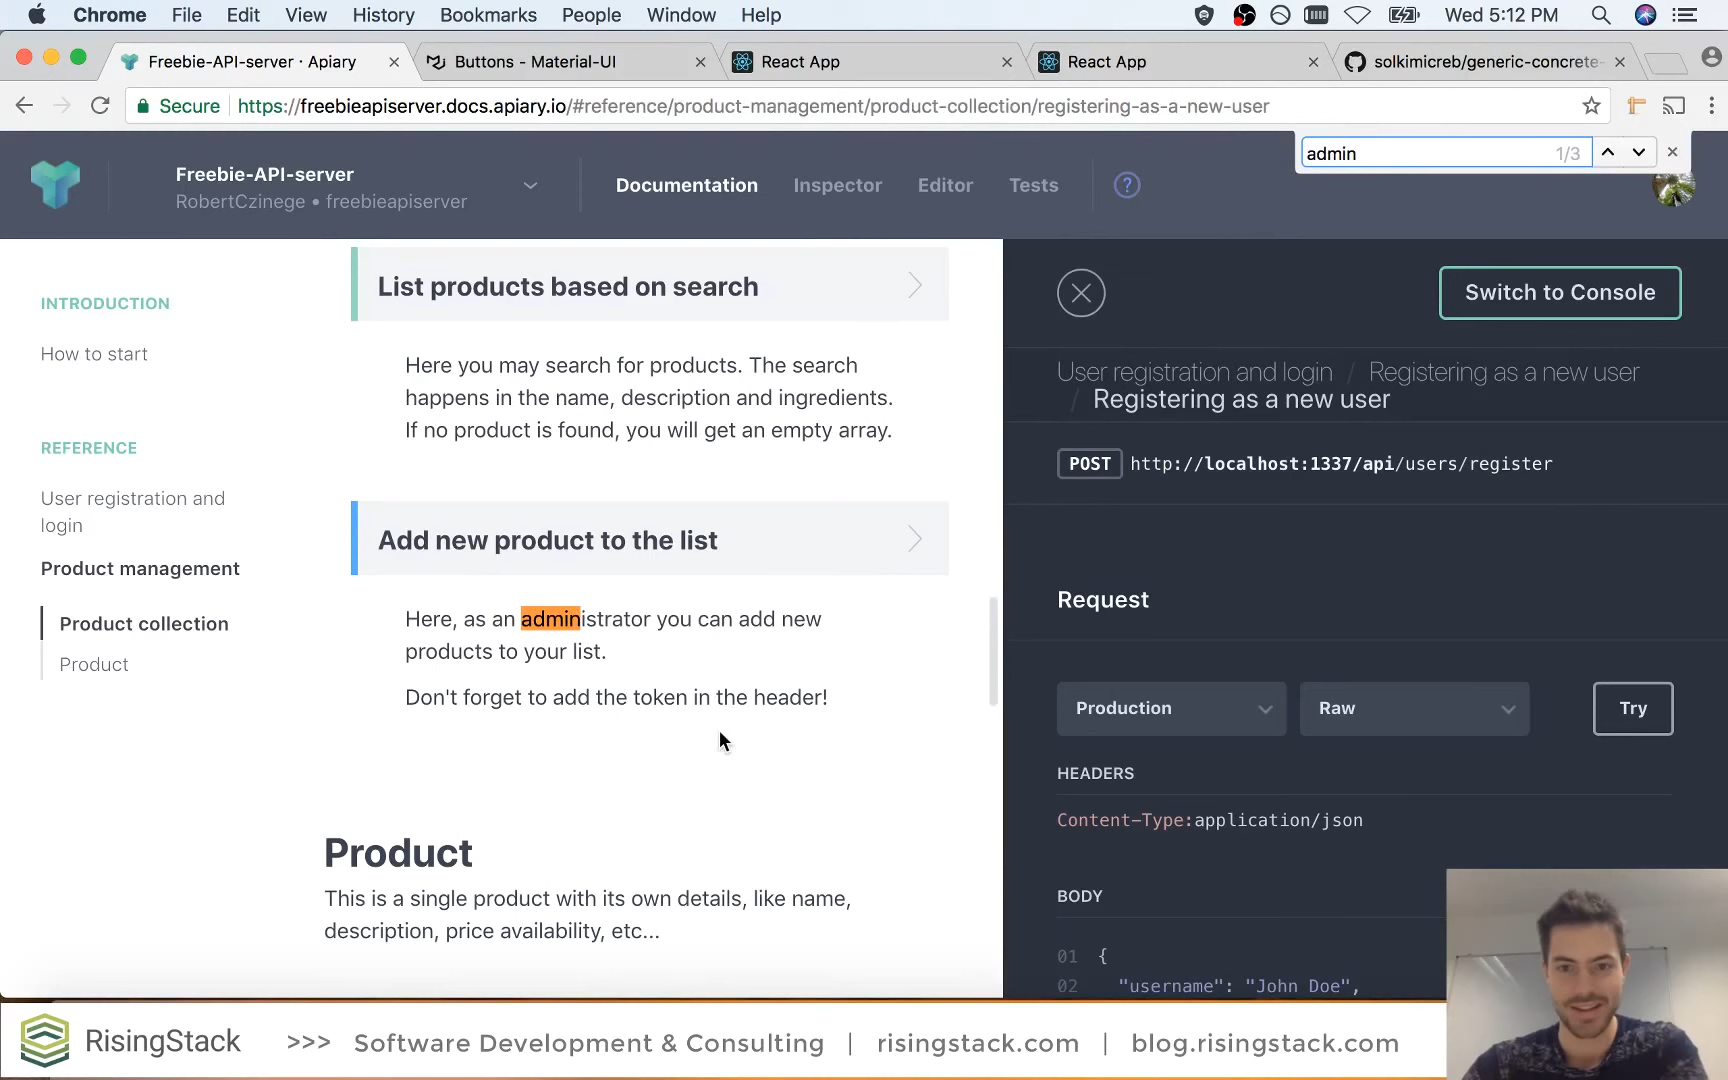 Chrome File Edit View History Bookmarks People Window Help Wed 5:12 PM
Freebie-API-server · Apiary Buttons - Material-UI React App React App solkimicreb/generic-concrete-
Secure https://freebieapiserver.docs.apiary.io/#reference/product-management/product-collection/registering-as-a-new-user
admin 1/3
Freebie-API-server
RobertCzinege • freebieapiserver
Documentation Inspector Editor Tests ?
INTRODUCTION
How to start
REFERENCE
User registration and
login
Product management
Product collection
Product
List products based on search
Here you may search for products. The search
happens in the name, description and ingredients.
If no product is found, you will get an empty array.
Add new product to the list
Here, as an administrator you can add new
products to your list.
Don't forget to add the token in the header!
Product
This is a single product with its own details, like name,
description, price availability, etc...
Switch to Console
User registration and login / Registering as a new user
/ Registering as a new user
POST http://localhost:1337/api/users/register
Request
Production Raw Try
HEADERS
Content-Type:application/json
BODY
01 {
02 "username": "John Doe",
RisingStack >>> Software Development & Consulting | risingstack.com | blog.risingstack.com